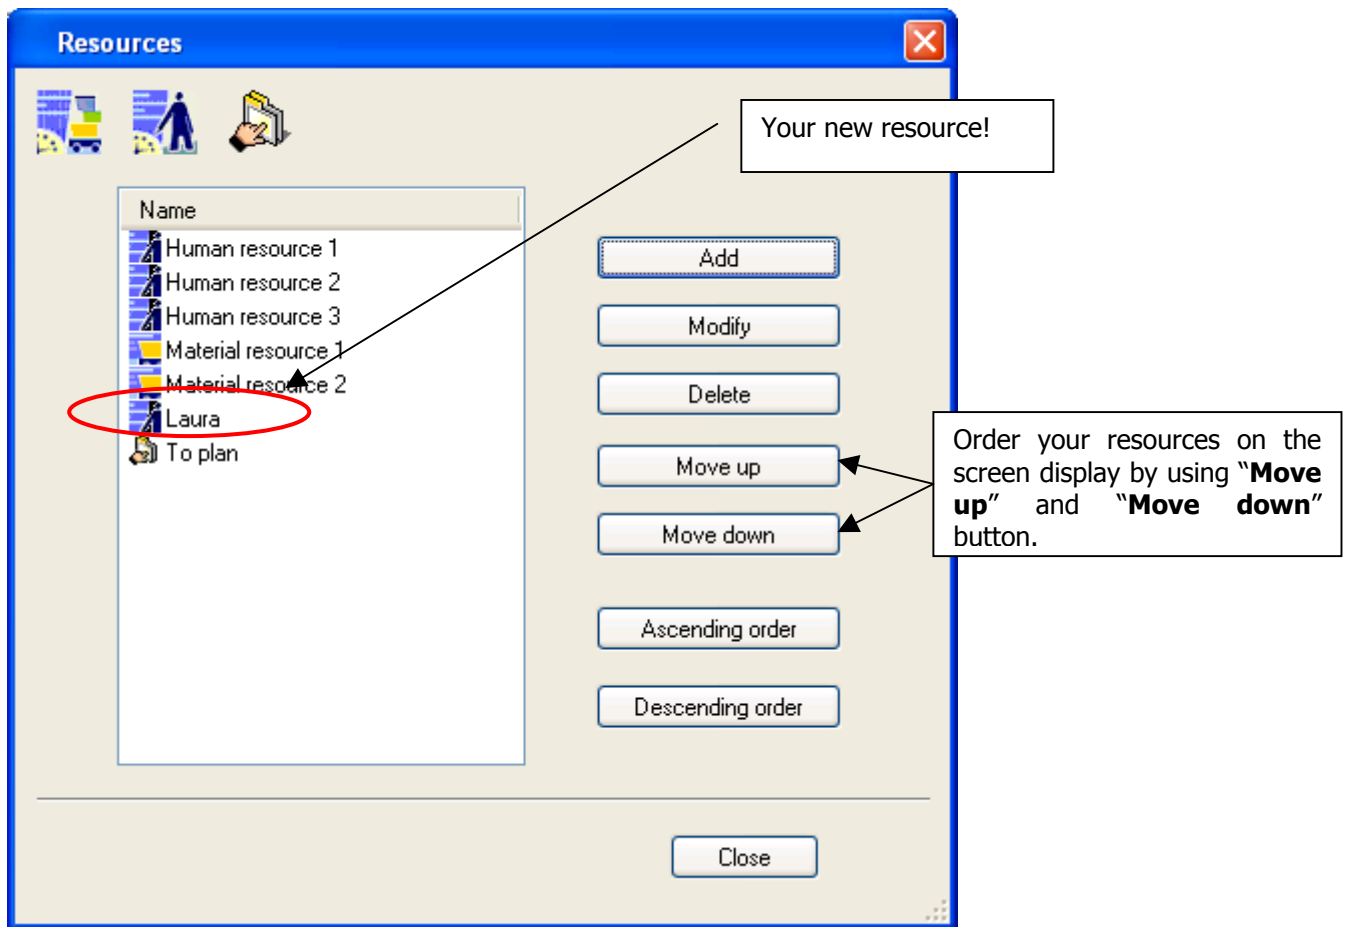 Resources
Your new resource!
Name
Human resource 1
Human resource 2
Human resource 3
Material resource 1
Material resource 2
Laura
To plan
Add
Modify
Delete
Move up
Move down
Ascending order
Descending order
Order your resources on the
screen display by using “Move
up” and “Move down”
button.
Close